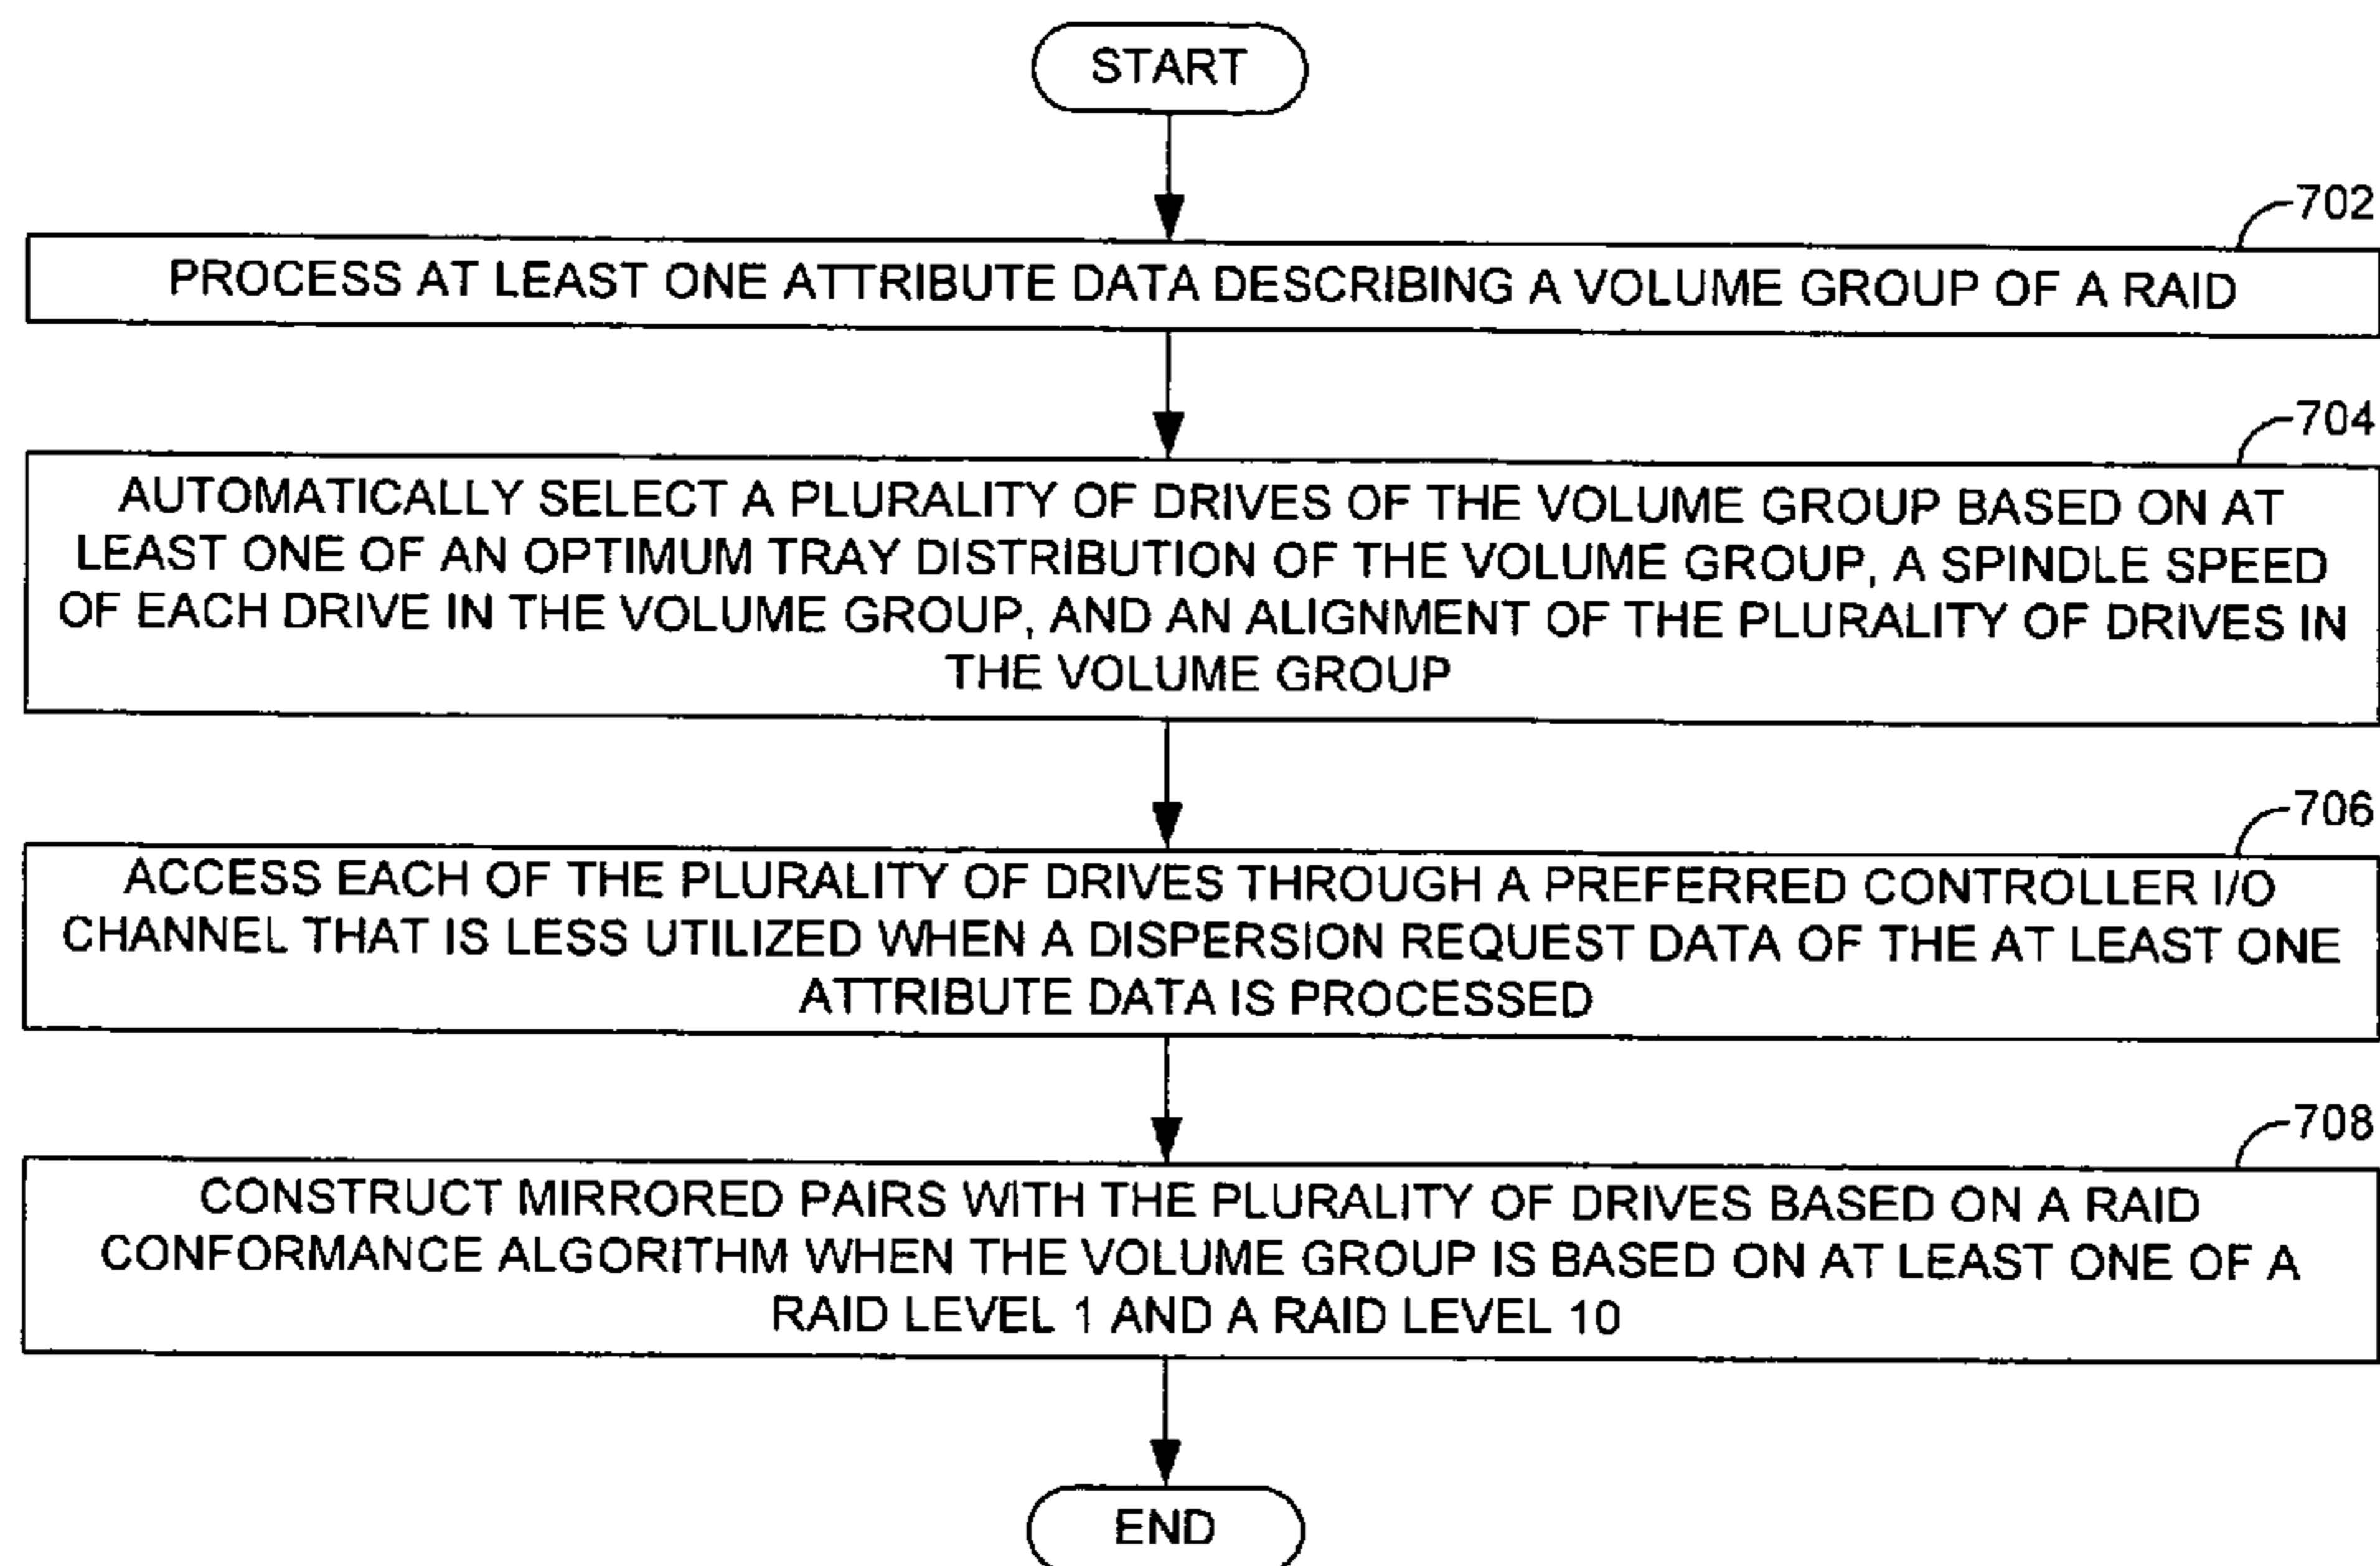 START
702
PROCESS AT LEAST ONE ATTRIBUTE DATA DESCRIBING A VOLUME GROUP OF A RAID
704
AUTOMATICALLY SELECT A PLURALITY OF DRIVES OF THE VOLUME GROUP BASED ON AT
LEAST ONE OF AN OPTIMUM TRAY DISTRIBUTION OF THE VOLUME GROUP, A SPINDLE SPEED
OF EACH DRIVE IN THE VOLUME GROUP, AND AN ALIGNMENT OF THE PLURALITY OF DRIVES IN
THE VOLUME GROUP
706
ACCESS EACH OF THE PLURALITY OF DRIVES THROUGH A PREFERRED CONTROLLER I/O
CHANNEL THAT IS LESS UTILIZED WHEN A DISPERSION REQUEST DATA OF THE AT LEAST ONE
ATTRIBUTE DATA IS PROCESSED
708
CONSTRUCT MIRRORED PAIRS WITH THE PLURALITY OF DRIVES BASED ON A RAID
CONFORMANCE ALGORITHM WHEN THE VOLUME GROUP IS BASED ON AT LEAST ONE OF A
RAID LEVEL 1 AND A RAID LEVEL 10
END